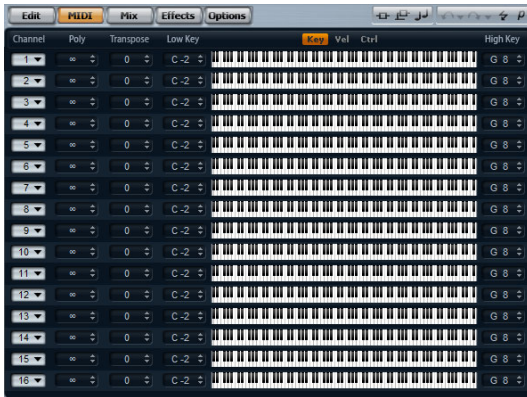 Edit MIDI Mix Effects Options
Channel Poly Transpose Low Key Key Vel Ctrl High Key
1 ∞ 0 C -2 G 8
2 ∞ 0 C -2 G 8
3 ∞ 0 C -2 G 8
4 ∞ 0 C -2 G 8
5 ∞ 0 C -2 G 8
6 ∞ 0 C -2 G 8
7 ∞ 0 C -2 G 8
8 ∞ 0 C -2 G 8
9 ∞ 0 C -2 G 8
10 ∞ 0 C -2 G 8
11 ∞ 0 C -2 G 8
12 ∞ 0 C -2 G 8
13 ∞ 0 C -2 G 8
14 ∞ 0 C -2 G 8
15 ∞ 0 C -2 G 8
16 ∞ 0 C -2 G 8